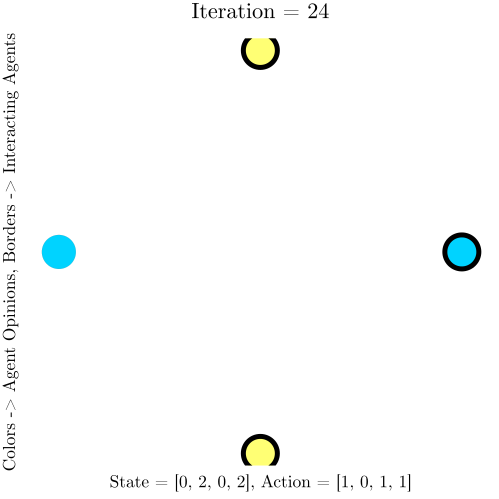 Iteration = 24
Colors -> Agent Opinions, Borders -> Interacting Agents
State = [0, 2, 0, 2], Action = [1, 0, 1, 1]